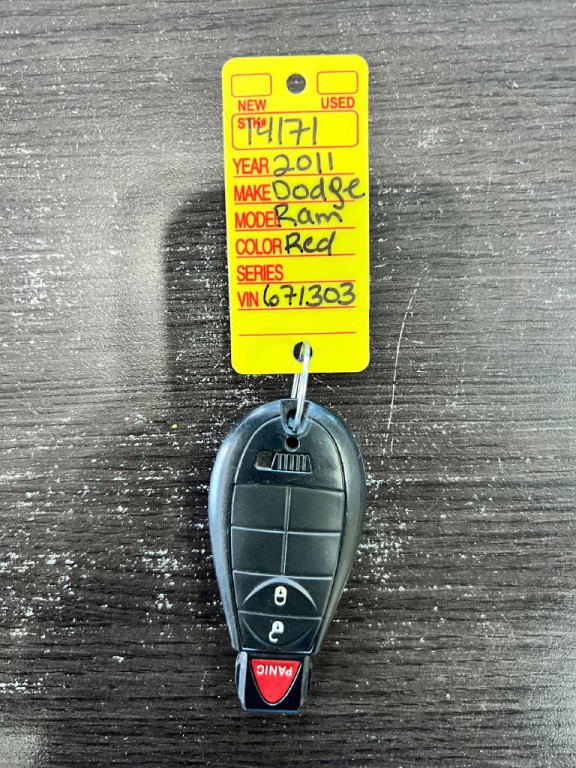 NEW USED
STK# 14171
YEAR 2011
MAKE Dodge
MODEL Ram
COLOR Red
SERIES
VIN 671303
PANIC